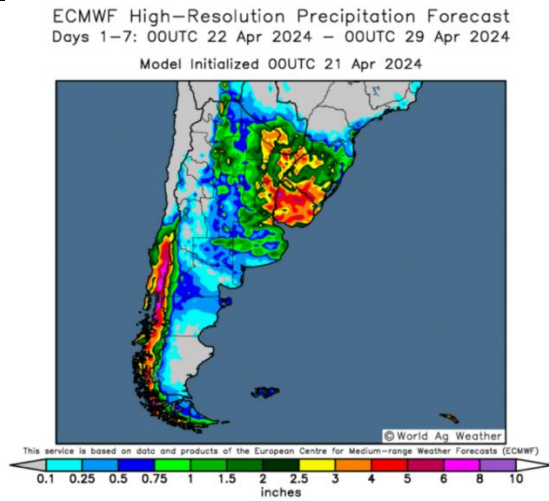 ECMWF High-Resolution Precipitation Forecast
Days 1-7: 00UTC 22 Apr 2024 - 00UTC 29 Apr 2024
Model Initialized 00UTC 21 Apr 2024
©World Ag Weather
This service is based on data and products of the European Centre for Medium-range Weather Forecasts (ECMWF)
0.1 0.25 0.5 0.75 1 1.5 2 2.5 3 4 5 6 8 10
inches